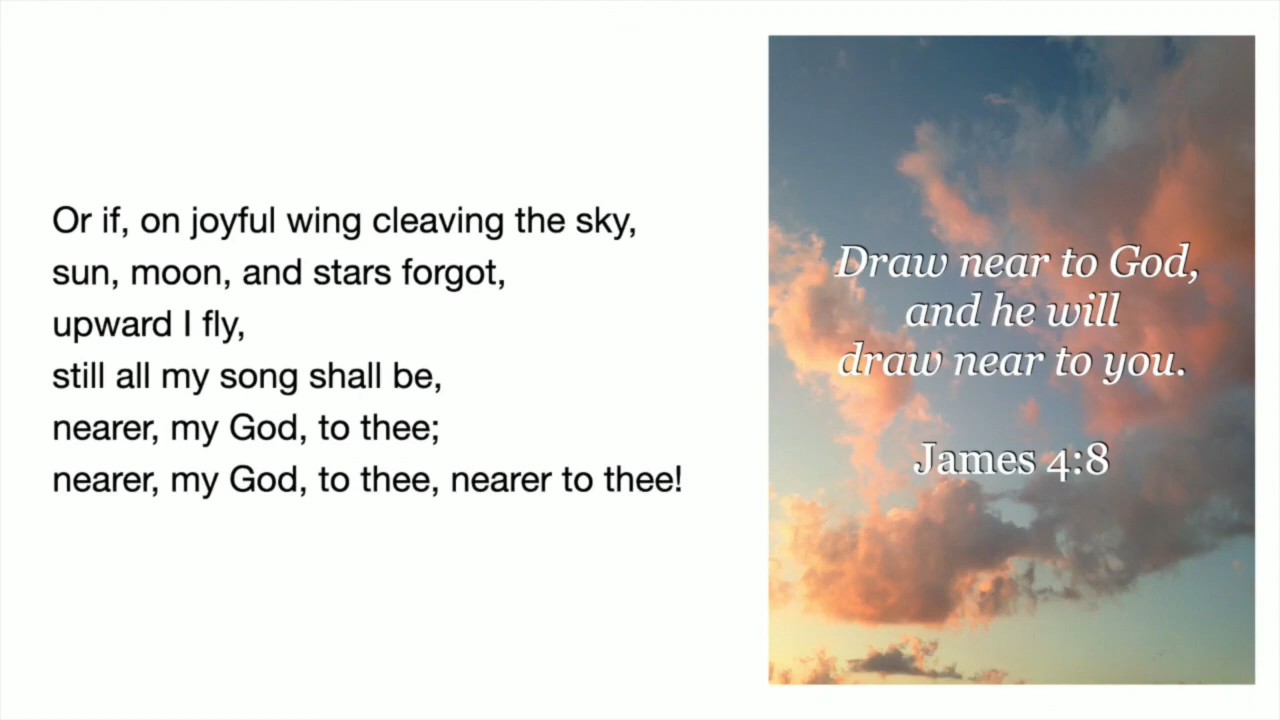 Or if, on joyful wing cleaving the sky,
sun, moon, and stars forgot,
upward I fly,
still all my song shall be,
nearer, my God, to thee;
nearer, my God, to thee, nearer to thee!
Draw near to God,
and he will
draw near to you.
James 4:8